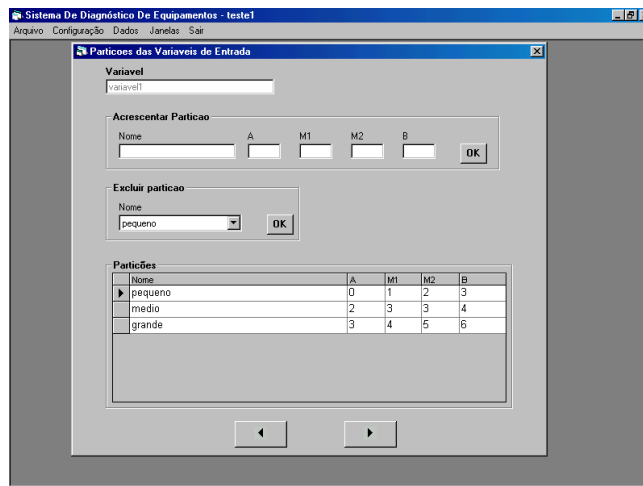 Sistema De Diagnóstico De Equipamentos - teste1
Arquivo Configuração Dados Janelas Sair
Particoes das Variaveis de Entrada
Variavel
variavel1
Acrescentar Particao
Nome A M1 M2 B
OK
Excluir particao
Nome
pequeno OK
Particões
Nome A M1 M2 B
pequeno 0 1 2 3
medio 2 3 3 4
grande 3 4 5 6